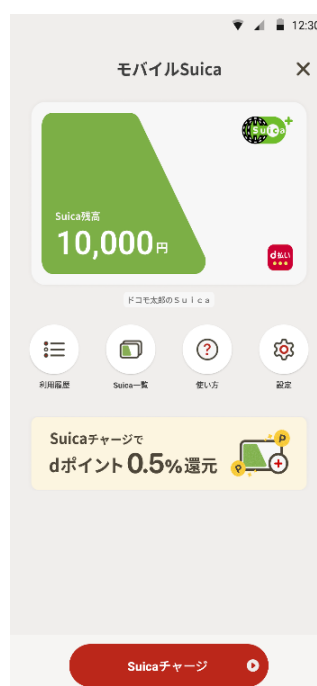 12:30
モバイルSuica
Suica
Suica残高
10,000円
d払い
ドコモ太郎のSuica
利用履歴
Suica一覧
使い方
設定
Suicaチャージで
dポイント0.5%還元
P
P
Suicaチャージ